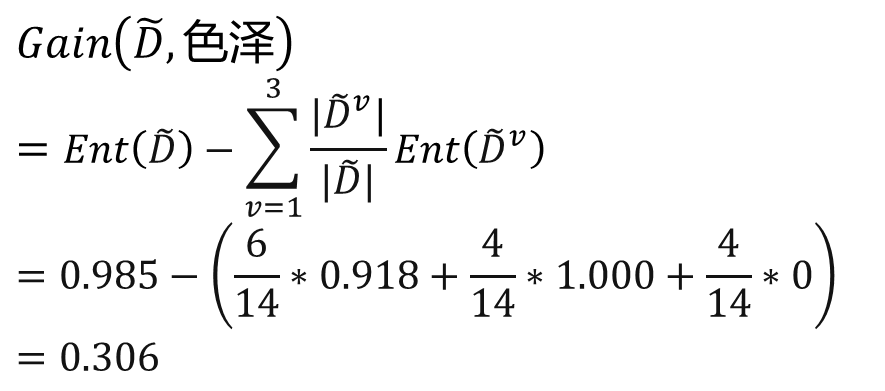 Gain(D̃, 色泽)
= Ent(D̃) − ∑_{v=1}^{3} |D̃^v| / |D̃| Ent(D̃^v)
= 0.985 − (6/14 * 0.918 + 4/14 * 1.000 + 4/14 * 0)
= 0.306